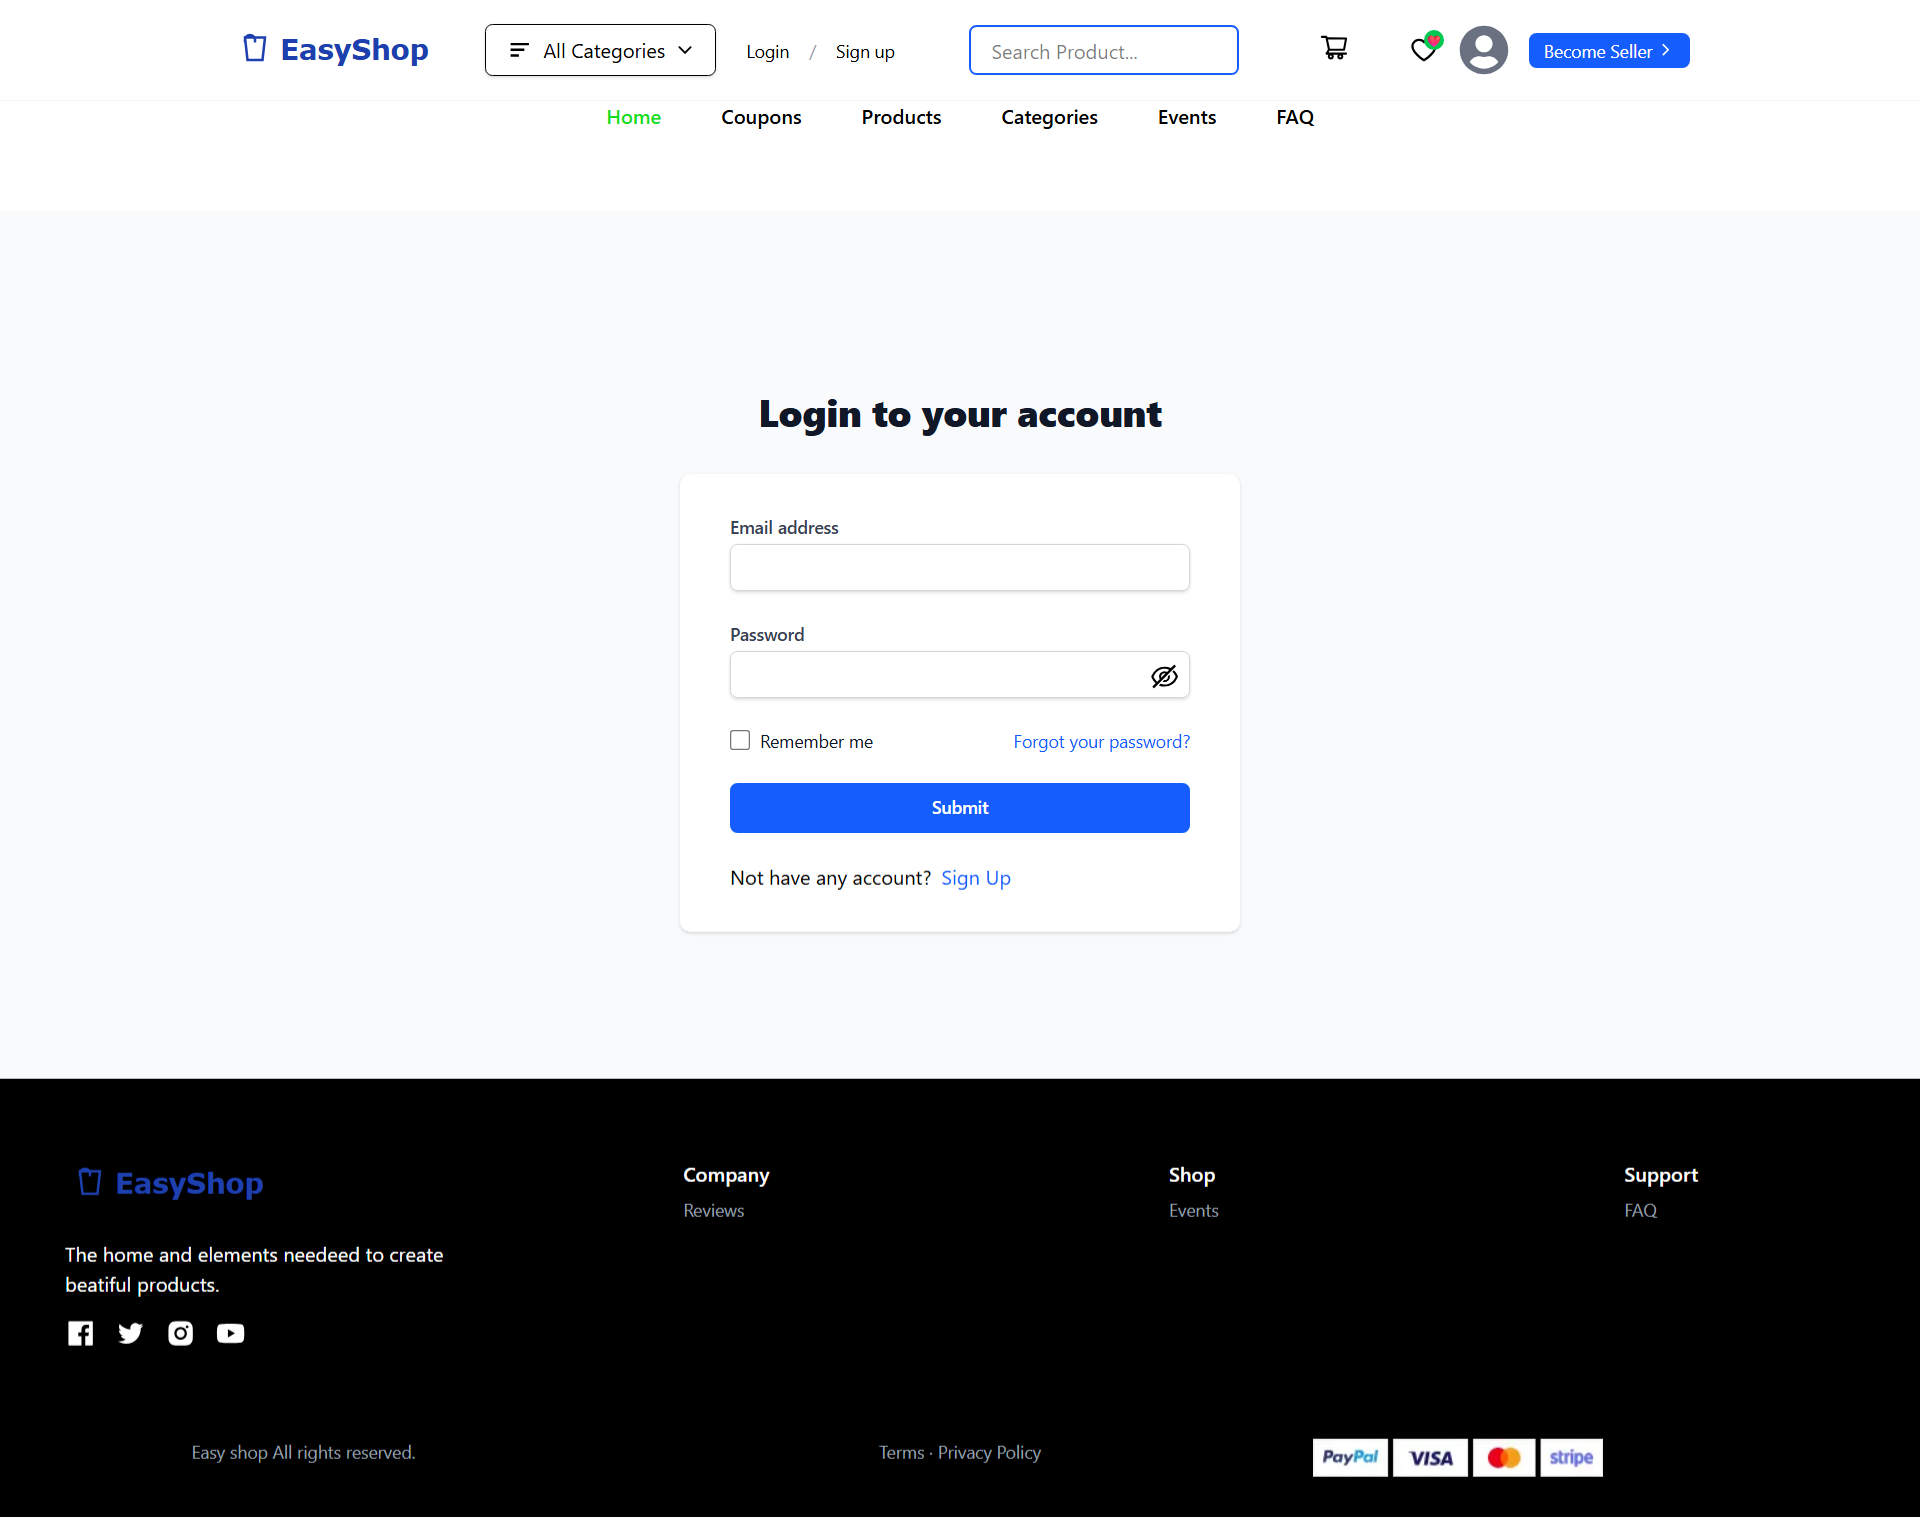 EasyShop
All Categories
Login / Sign up
Search Product...
Become Seller
Home Coupons Products Categories Events FAQ
Login to your account
Email address
Password
Remember me Forgot your password?
Submit
Not have any account? Sign Up
EasyShop
The home and elements needeed to create
beatiful products.
Company
Reviews
Shop
Events
Support
FAQ
Easy shop All rights reserved.
Terms · Privacy Policy
PayPal VISA stripe